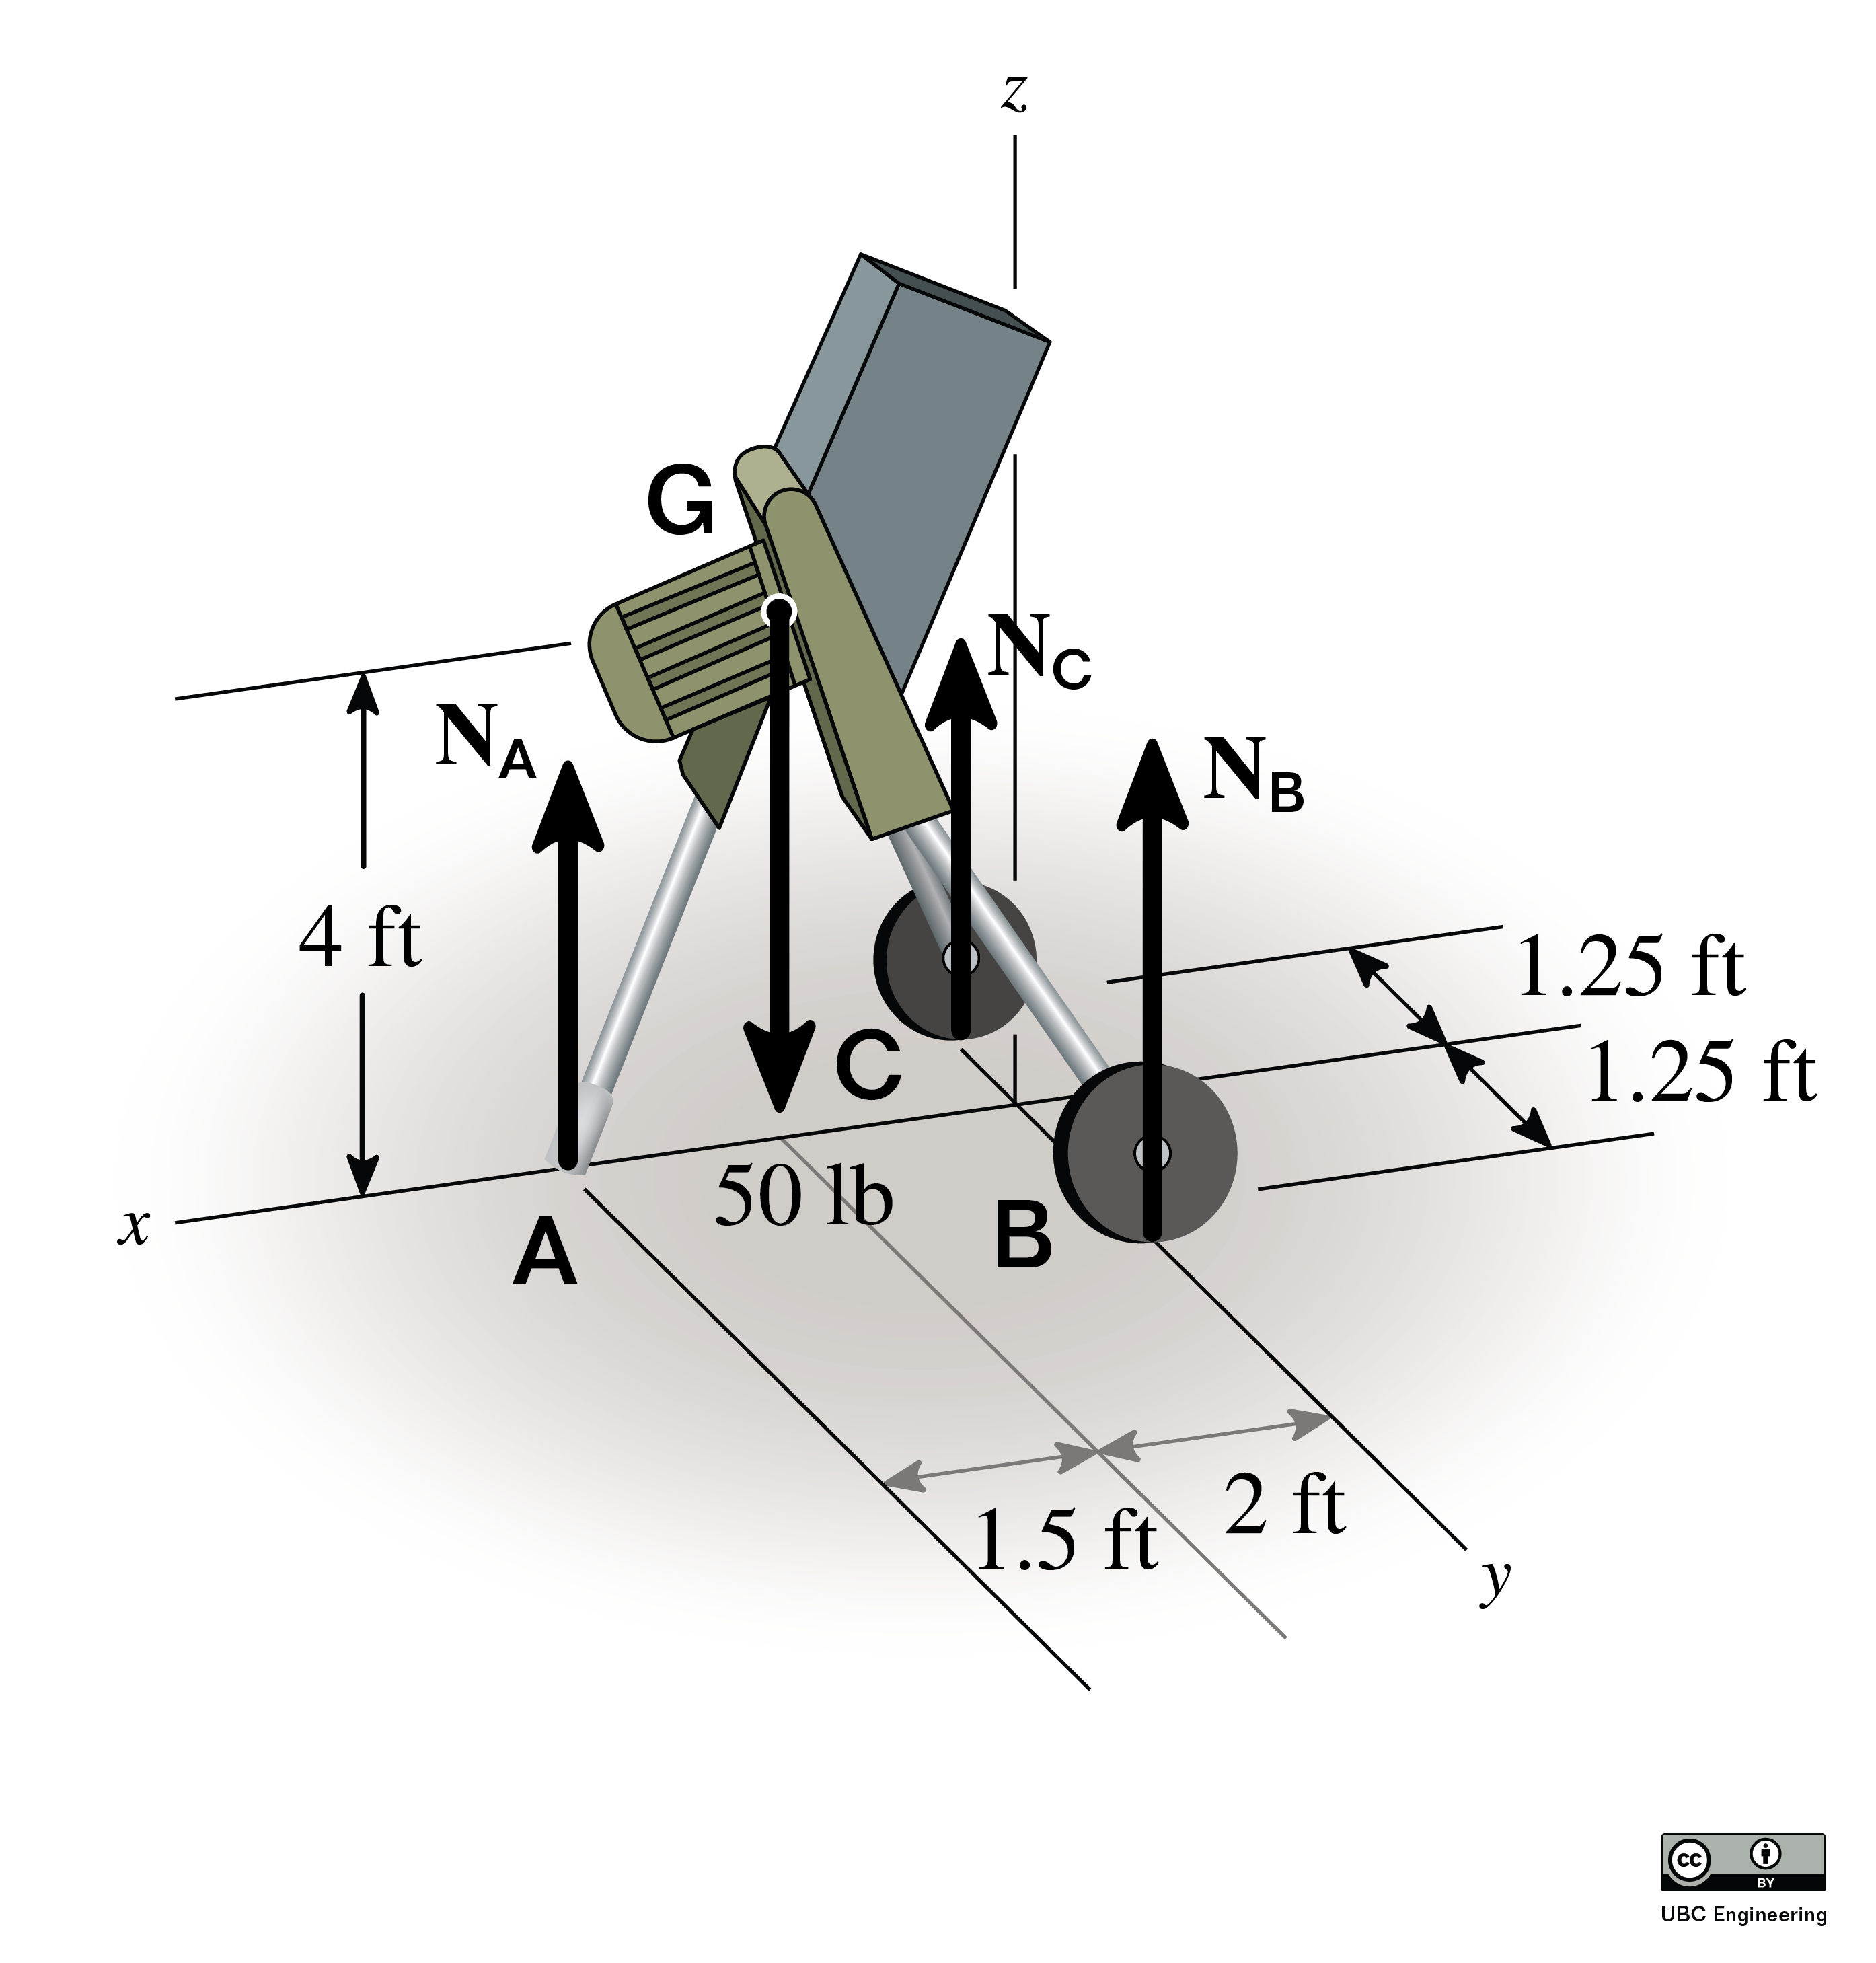 z
G
N_C
N_A
N_B
4 ft
1.25 ft
C
1.25 ft
50 lb
x
B
A
2 ft
1.5 ft
y
cc
BY
UBC Engineering